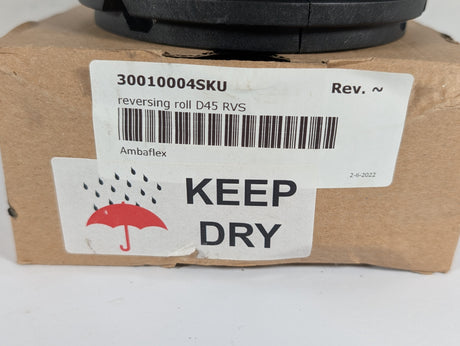 30010004SKU Rev. ~
reversing roll D45 RVS
Ambaflex
2-6-2022
KEEP
DRY